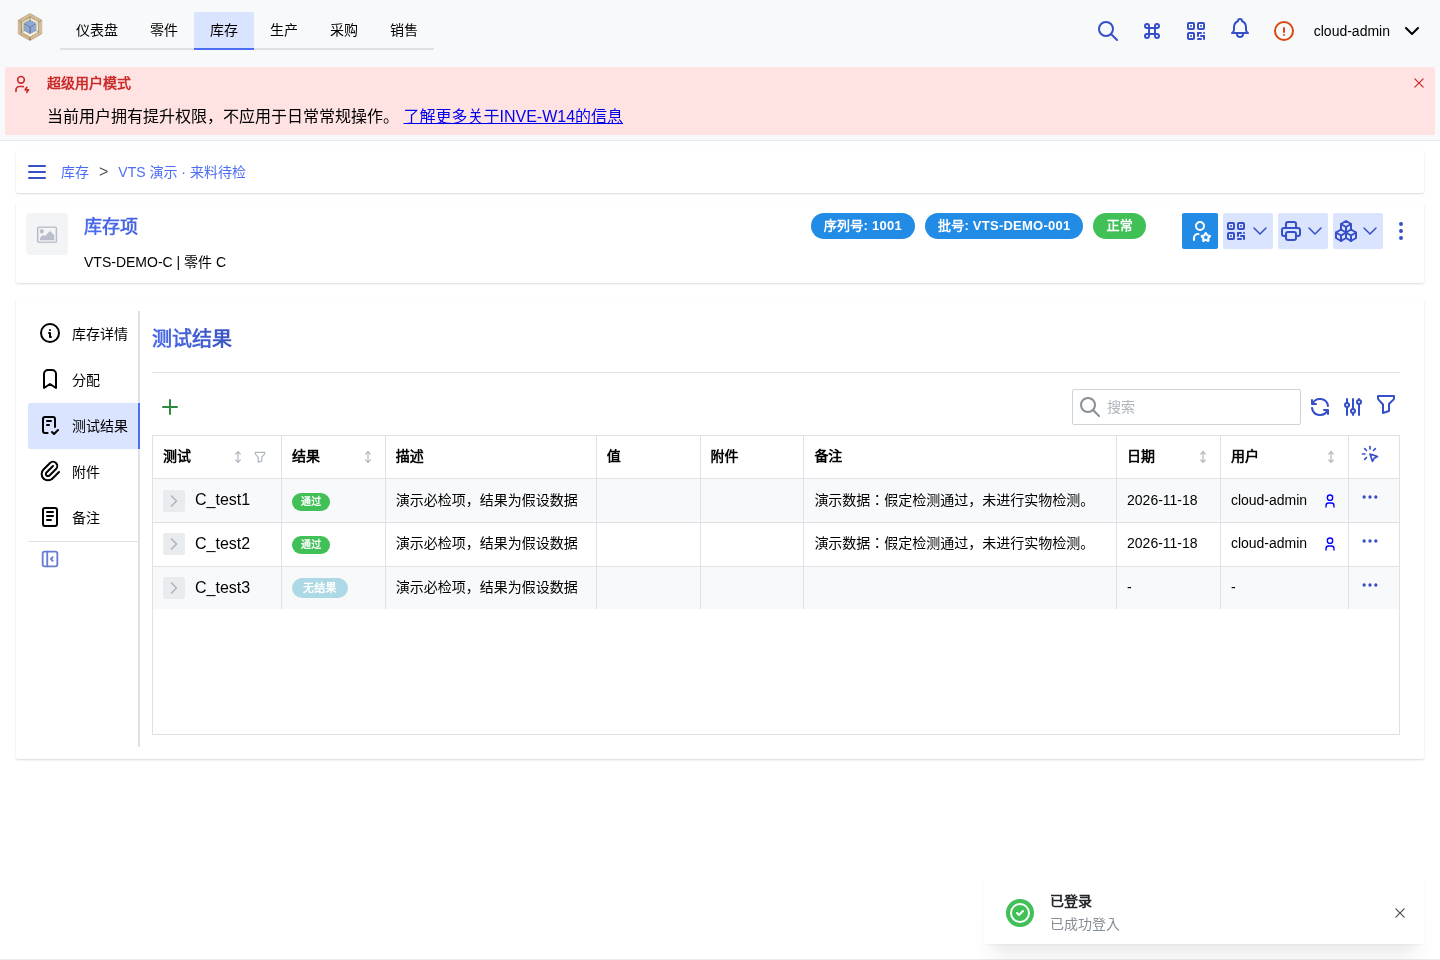 仪表盘 零件 库存 生产 采购 销售 cloud-admin
超级用户模式
当前用户拥有提升权限，不应用于日常常规操作。 了解更多关于INVE-W14的信息
库存 > VTS 演示 · 来料待检
库存项 序列号: 1001 批号: VTS-DEMO-001 正常
VTS-DEMO-C | 零件 C
库存详情
分配
测试结果
附件
备注
测试结果
搜索
测试 结果 描述 值 附件 备注 日期 用户
C_test1 通过 演示必检项，结果为假设数据 演示数据：假定检测通过，未进行实物检测。 2026-11-18 cloud-admin
C_test2 通过 演示必检项，结果为假设数据 演示数据：假定检测通过，未进行实物检测。 2026-11-18 cloud-admin
C_test3 无结果 演示必检项，结果为假设数据 - -
已登录
已成功登入